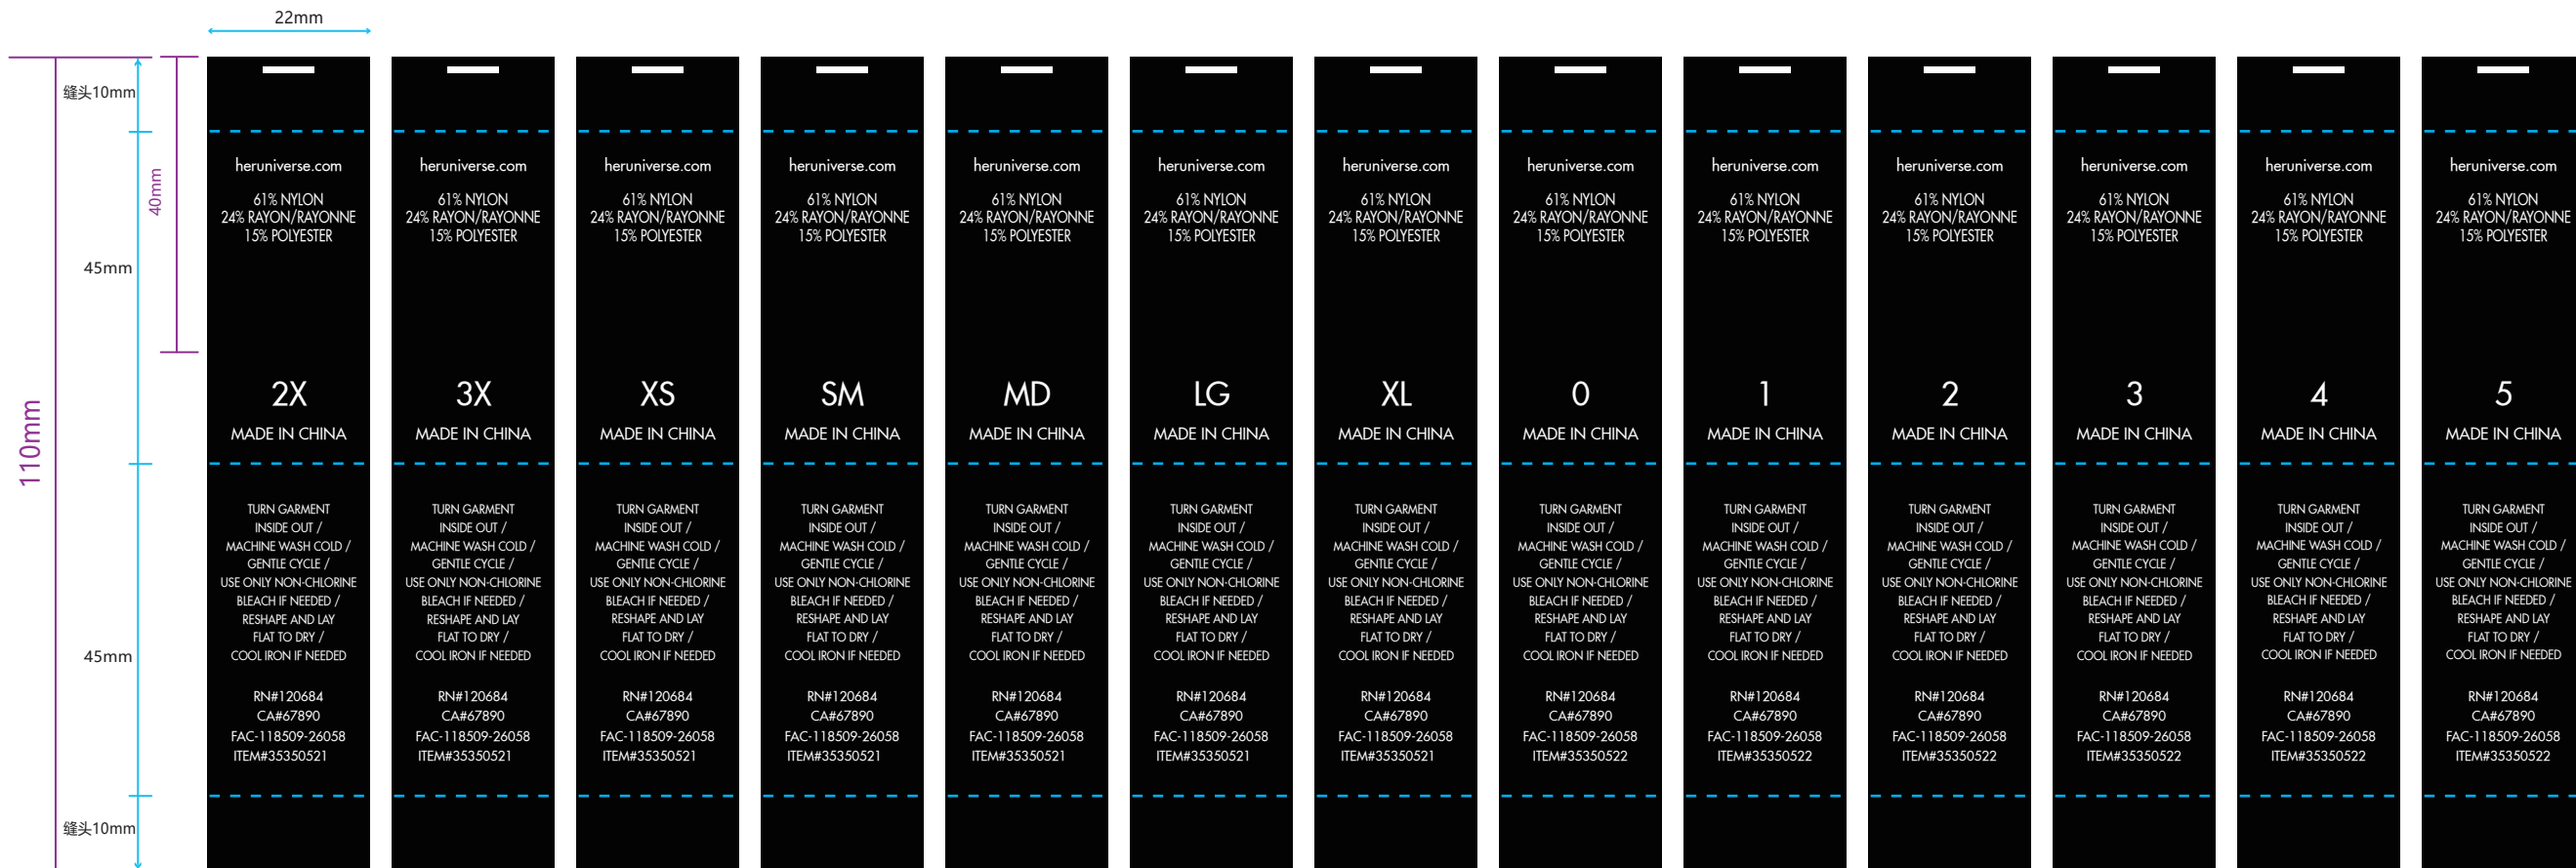 22mm
缝头10mm
40mm
45mm
110mm
45mm
缝头10mm
heruniverse.com
61% NYLON
24% RAYON/RAYONNE
15% POLYESTER
2X
MADE IN CHINA
TURN GARMENT
INSIDE OUT /
MACHINE WASH COLD /
GENTLE CYCLE /
USE ONLY NON-CHLORINE
BLEACH IF NEEDED /
RESHAPE AND LAY
FLAT TO DRY /
COOL IRON IF NEEDED
RN#120684
CA#67890
FAC-118509-26058
ITEM#35350521
heruniverse.com
61% NYLON
24% RAYON/RAYONNE
15% POLYESTER
3X
MADE IN CHINA
TURN GARMENT
INSIDE OUT /
MACHINE WASH COLD /
GENTLE CYCLE /
USE ONLY NON-CHLORINE
BLEACH IF NEEDED /
RESHAPE AND LAY
FLAT TO DRY /
COOL IRON IF NEEDED
RN#120684
CA#67890
FAC-118509-26058
ITEM#35350521
heruniverse.com
61% NYLON
24% RAYON/RAYONNE
15% POLYESTER
XS
MADE IN CHINA
TURN GARMENT
INSIDE OUT /
MACHINE WASH COLD /
GENTLE CYCLE /
USE ONLY NON-CHLORINE
BLEACH IF NEEDED /
RESHAPE AND LAY
FLAT TO DRY /
COOL IRON IF NEEDED
RN#120684
CA#67890
FAC-118509-26058
ITEM#35350521
heruniverse.com
61% NYLON
24% RAYON/RAYONNE
15% POLYESTER
SM
MADE IN CHINA
TURN GARMENT
INSIDE OUT /
MACHINE WASH COLD /
GENTLE CYCLE /
USE ONLY NON-CHLORINE
BLEACH IF NEEDED /
RESHAPE AND LAY
FLAT TO DRY /
COOL IRON IF NEEDED
RN#120684
CA#67890
FAC-118509-26058
ITEM#35350521
heruniverse.com
61% NYLON
24% RAYON/RAYONNE
15% POLYESTER
MD
MADE IN CHINA
TURN GARMENT
INSIDE OUT /
MACHINE WASH COLD /
GENTLE CYCLE /
USE ONLY NON-CHLORINE
BLEACH IF NEEDED /
RESHAPE AND LAY
FLAT TO DRY /
COOL IRON IF NEEDED
RN#120684
CA#67890
FAC-118509-26058
ITEM#35350521
heruniverse.com
61% NYLON
24% RAYON/RAYONNE
15% POLYESTER
LG
MADE IN CHINA
TURN GARMENT
INSIDE OUT /
MACHINE WASH COLD /
GENTLE CYCLE /
USE ONLY NON-CHLORINE
BLEACH IF NEEDED /
RESHAPE AND LAY
FLAT TO DRY /
COOL IRON IF NEEDED
RN#120684
CA#67890
FAC-118509-26058
ITEM#35350521
heruniverse.com
61% NYLON
24% RAYON/RAYONNE
15% POLYESTER
XL
MADE IN CHINA
TURN GARMENT
INSIDE OUT /
MACHINE WASH COLD /
GENTLE CYCLE /
USE ONLY NON-CHLORINE
BLEACH IF NEEDED /
RESHAPE AND LAY
FLAT TO DRY /
COOL IRON IF NEEDED
RN#120684
CA#67890
FAC-118509-26058
ITEM#35350521
heruniverse.com
61% NYLON
24% RAYON/RAYONNE
15% POLYESTER
0
MADE IN CHINA
TURN GARMENT
INSIDE OUT /
MACHINE WASH COLD /
GENTLE CYCLE /
USE ONLY NON-CHLORINE
BLEACH IF NEEDED /
RESHAPE AND LAY
FLAT TO DRY /
COOL IRON IF NEEDED
RN#120684
CA#67890
FAC-118509-26058
ITEM#35350522
heruniverse.com
61% NYLON
24% RAYON/RAYONNE
15% POLYESTER
1
MADE IN CHINA
TURN GARMENT
INSIDE OUT /
MACHINE WASH COLD /
GENTLE CYCLE /
USE ONLY NON-CHLORINE
BLEACH IF NEEDED /
RESHAPE AND LAY
FLAT TO DRY /
COOL IRON IF NEEDED
RN#120684
CA#67890
FAC-118509-26058
ITEM#35350522
heruniverse.com
61% NYLON
24% RAYON/RAYONNE
15% POLYESTER
2
MADE IN CHINA
TURN GARMENT
INSIDE OUT /
MACHINE WASH COLD /
GENTLE CYCLE /
USE ONLY NON-CHLORINE
BLEACH IF NEEDED /
RESHAPE AND LAY
FLAT TO DRY /
COOL IRON IF NEEDED
RN#120684
CA#67890
FAC-118509-26058
ITEM#35350522
heruniverse.com
61% NYLON
24% RAYON/RAYONNE
15% POLYESTER
3
MADE IN CHINA
TURN GARMENT
INSIDE OUT /
MACHINE WASH COLD /
GENTLE CYCLE /
USE ONLY NON-CHLORINE
BLEACH IF NEEDED /
RESHAPE AND LAY
FLAT TO DRY /
COOL IRON IF NEEDED
RN#120684
CA#67890
FAC-118509-26058
ITEM#35350522
heruniverse.com
61% NYLON
24% RAYON/RAYONNE
15% POLYESTER
4
MADE IN CHINA
TURN GARMENT
INSIDE OUT /
MACHINE WASH COLD /
GENTLE CYCLE /
USE ONLY NON-CHLORINE
BLEACH IF NEEDED /
RESHAPE AND LAY
FLAT TO DRY /
COOL IRON IF NEEDED
RN#120684
CA#67890
FAC-118509-26058
ITEM#35350522
heruniverse.com
61% NYLON
24% RAYON/RAYONNE
15% POLYESTER
5
MADE IN CHINA
TURN GARMENT
INSIDE OUT /
MACHINE WASH COLD /
GENTLE CYCLE /
USE ONLY NON-CHLORINE
BLEACH IF NEEDED /
RESHAPE AND LAY
FLAT TO DRY /
COOL IRON IF NEEDED
RN#120684
CA#67890
FAC-118509-26058
ITEM#35350522